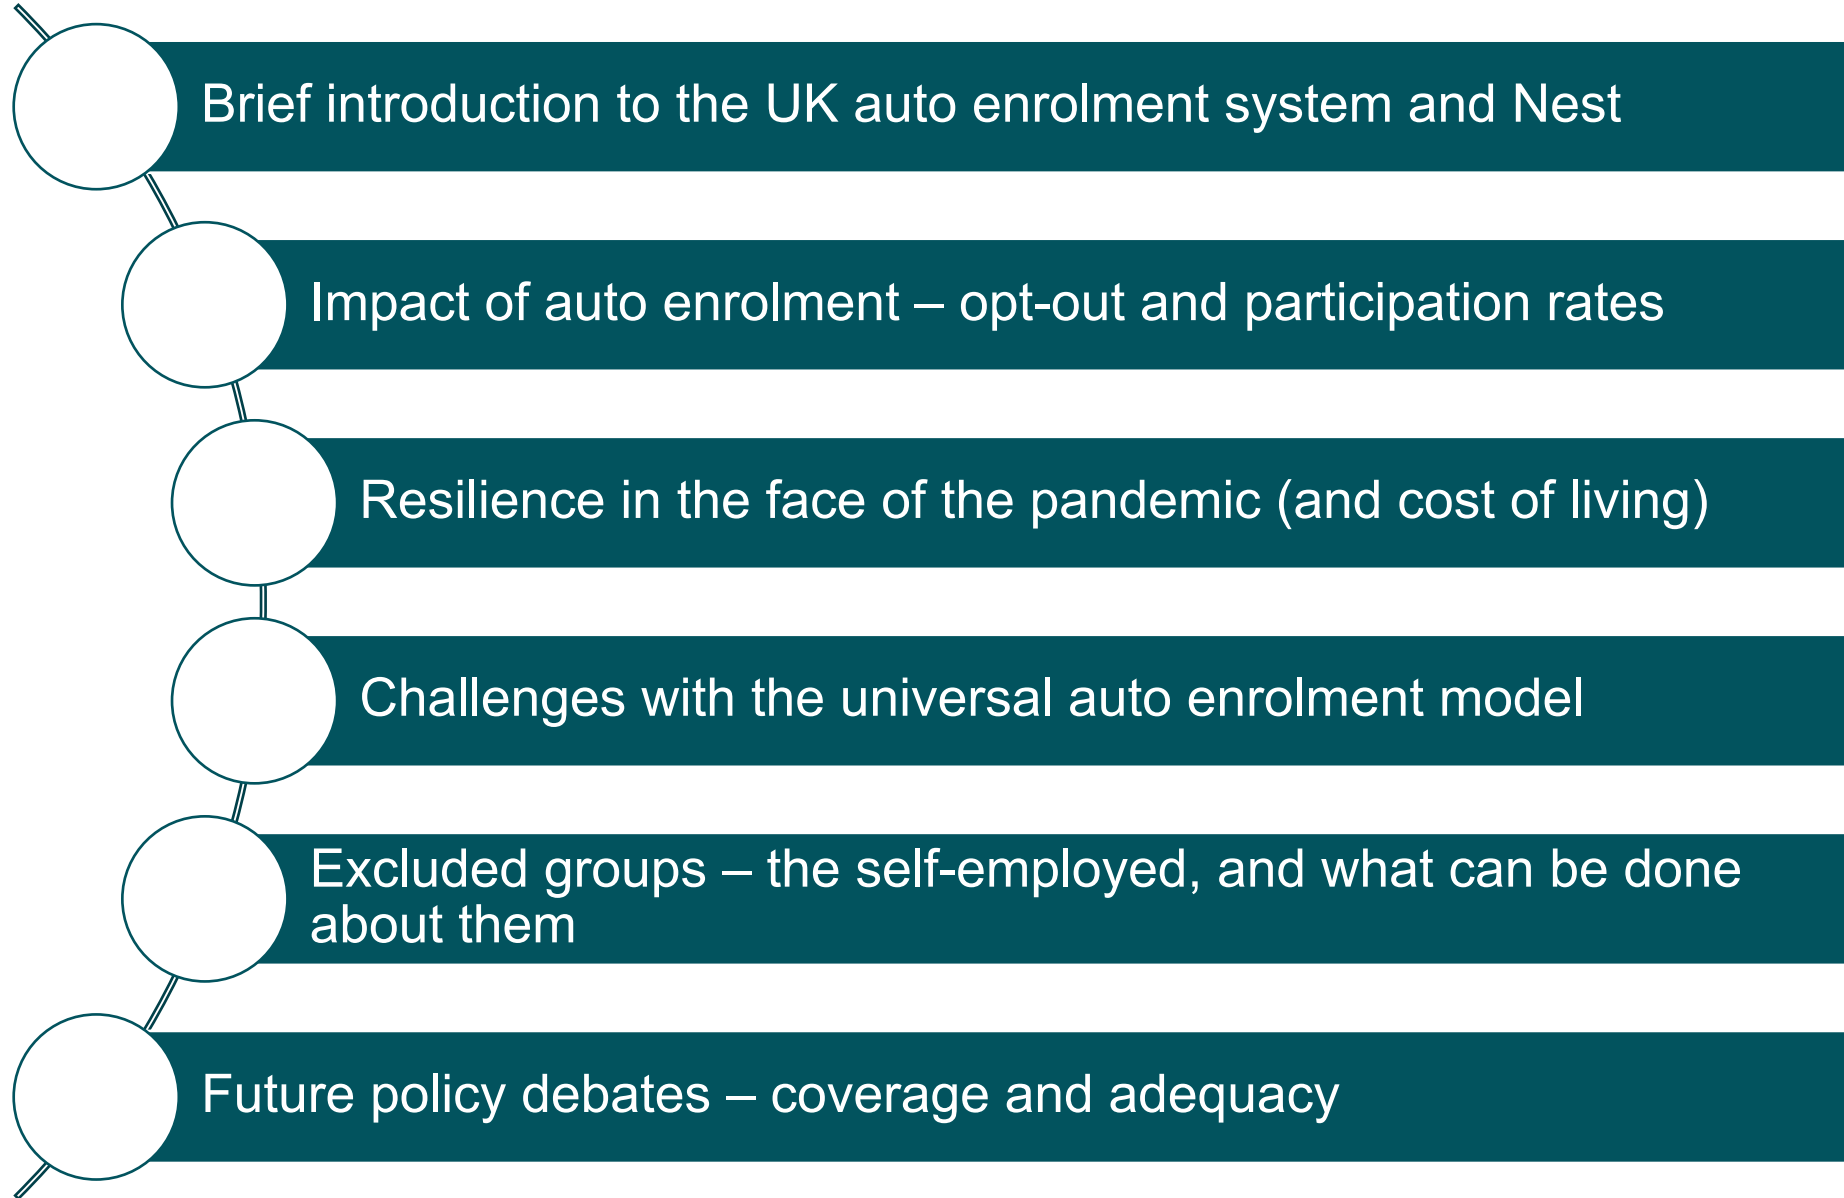 Brief introduction to the UK auto enrolment system and Nest
Impact of auto enrolment – opt-out and participation rates
Resilience in the face of the pandemic (and cost of living)
Challenges with the universal auto enrolment model
Excluded groups – the self-employed, and what can be done
about them
Future policy debates – coverage and adequacy